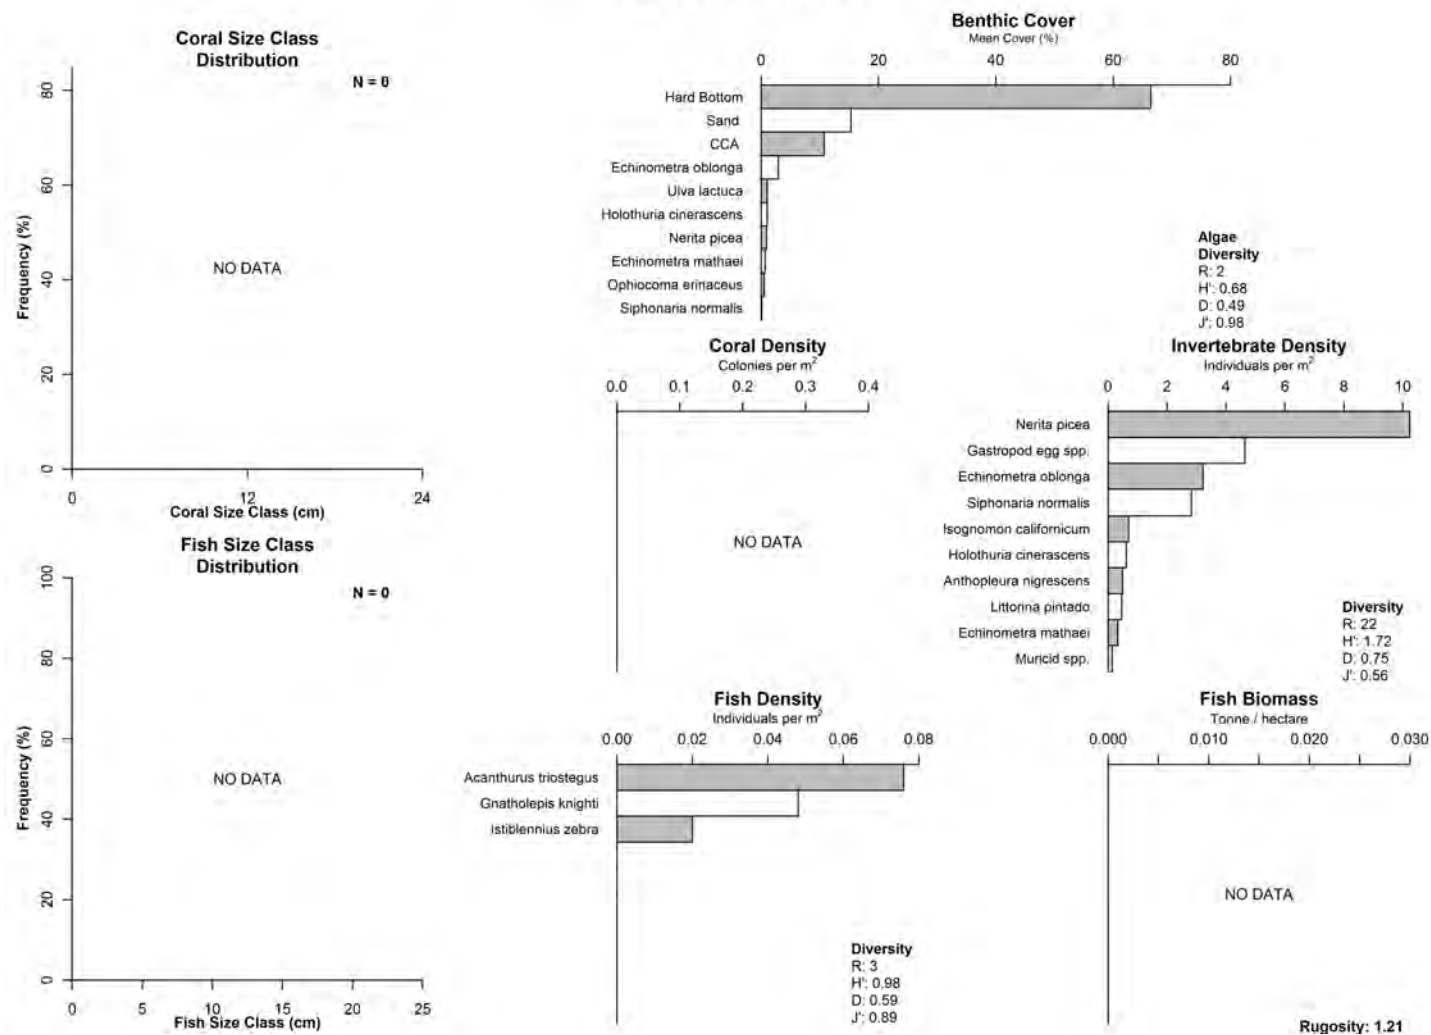 Coral Size Class
Distribution
N = 0
80
60
40
20
0
Frequency (%)
NO DATA
0 12 24
Coral Size Class (cm)
Benthic Cover
Mean Cover (%)
0 20 40 60 80
Hard Bottom
Sand
CCA
Echinometra oblonga
Ulva lactuca
Holothuria cinerascens
Nerita picea
Echinometra mathaei
Ophiocoma erinaceus
Siphonaria normalis
Algae
Diversity
R: 2
H': 0.68
D: 0.49
J': 0.98
Coral Density
Colonies per m²
0.0 0.1 0.2 0.3 0.4
NO DATA
Invertebrate Density
Individuals per m²
0 2 4 6 8 10
Nerita picea
Gastropod egg spp.
Echinometra oblonga
Siphonaria normalis
Isognomon californicum
Holothuria cinerascens
Anthopleura nigrescens
Littorina pintado
Echinometra mathaei
Muricid spp.
Diversity
R: 22
H': 1.72
D: 0.75
J': 0.56
Fish Size Class
Distribution
N = 0
100
80
60
40
20
0
Frequency (%)
NO DATA
0 5 10 15 20 25
Fish Size Class (cm)
Fish Density
Individuals per m²
0.00 0.02 0.04 0.06 0.08
Acanthurus triostegus
Gnatholepis knighti
Istiblennius zebra
Diversity
R: 3
H': 0.98
D: 0.59
J': 0.89
Fish Biomass
Tonne / hectare
0.000 0.010 0.020 0.030
NO DATA
Rugosity: 1.21